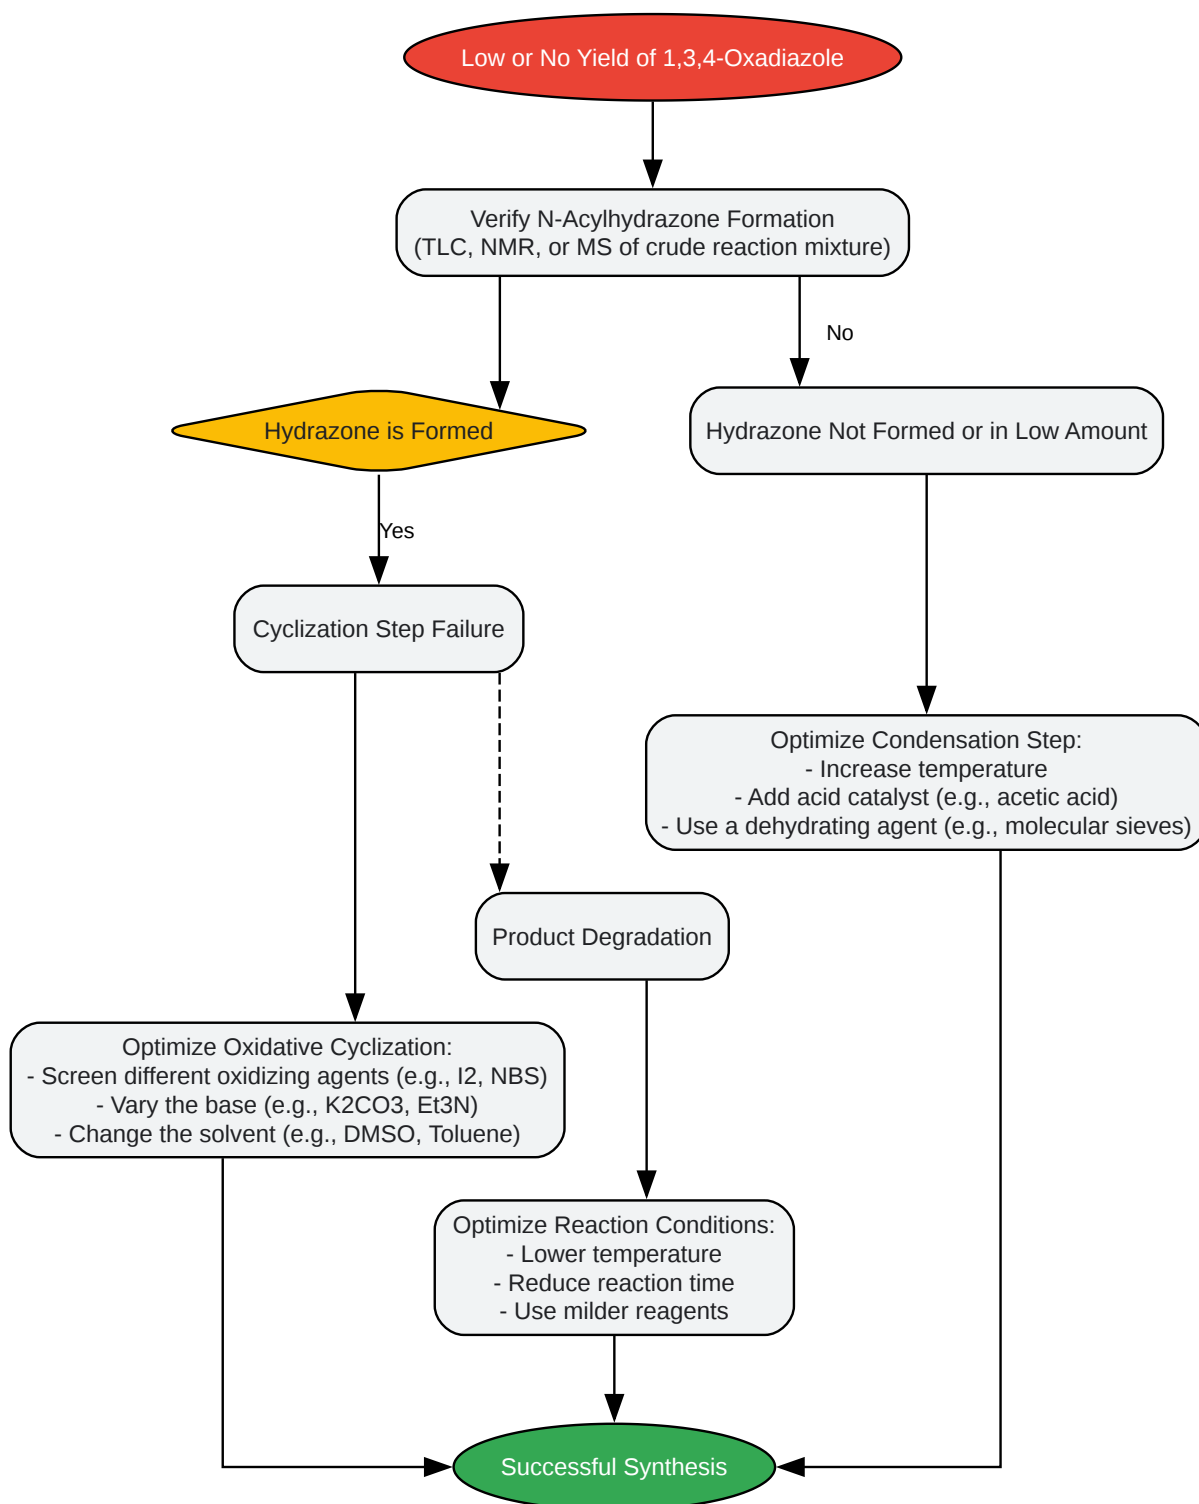 Low or No Yield of 1,3,4-Oxadiazole
Verify N-Acylhydrazone Formation
(TLC, NMR, or MS of crude reaction mixture)
No
Hydrazone is Formed
Hydrazone Not Formed or in Low Amount
Yes
Cyclization Step Failure
Optimize Condensation Step:
- Increase temperature
- Add acid catalyst (e.g., acetic acid)
- Use a dehydrating agent (e.g., molecular sieves)
Product Degradation
Optimize Oxidative Cyclization:
- Screen different oxidizing agents (e.g., I2, NBS)
- Vary the base (e.g., K2CO3, Et3N)
- Change the solvent (e.g., DMSO, Toluene)
Optimize Reaction Conditions:
- Lower temperature
- Reduce reaction time
- Use milder reagents
Successful Synthesis